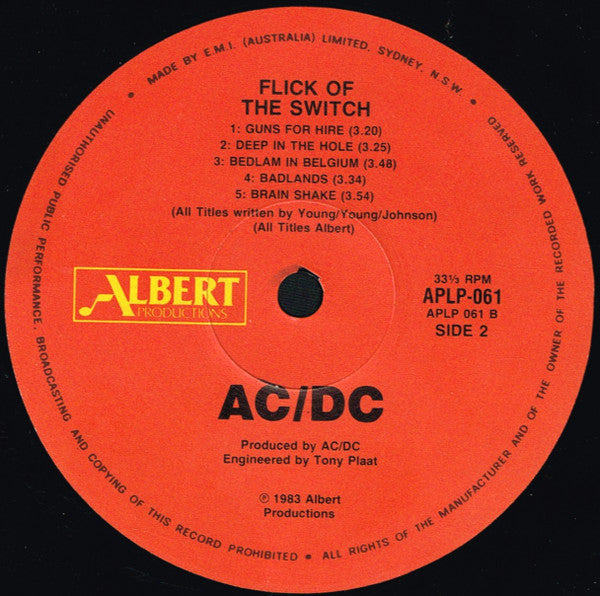 MADE BY E.M.I. (AUSTRALIA) LIMITED, SYDNEY, N.S.W.
FLICK OF
THE SWITCH
1: GUNS FOR HIRE (3.20)
2: DEEP IN THE HOLE (3.25)
3: BEDLAM IN BELGIUM (3.48)
4: BADLANDS (3.34)
5: BRAIN SHAKE (3.54)
(All Titles written by Young/Young/Johnson)
(All Titles Albert)
ALBERT
PRODUCTIONS
33⅓ RPM
APLP-061
APLP 061 B
SIDE 2
AC/DC
Produced by AC/DC
Engineered by Tony Plaat
℗ 1983 Albert
Productions
UNAUTHORISED PUBLIC PERFORMANCE, BROADCASTING AND COPYING OF THIS RECORD PROHIBITED • ALL RIGHTS OF THE MANUFACTURER AND OF THE OWNER OF THE RECORDED WORK RESERVED